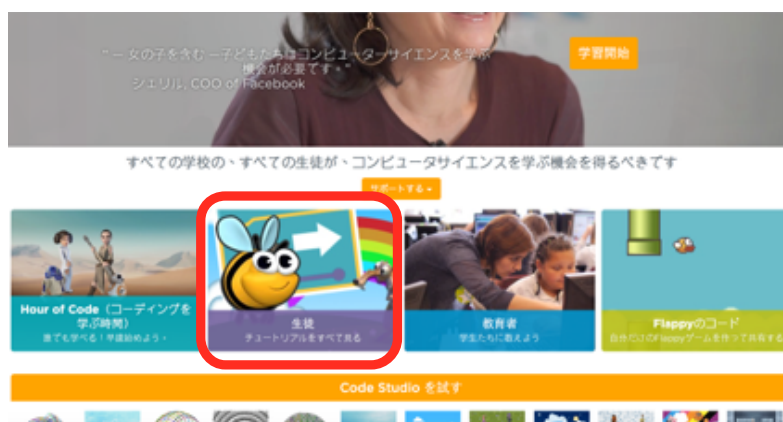 " — 女の子を含む — 子どもたちはコンピューターサイエンスを学ぶ
機会が必要です。"
シェリル, COO of Facebook
学習開始
すべての学校の、すべての生徒が、コンピュータサイエンスを学ぶ機会を得るべきです
サポートする
Hour of Code（コーディングを
学ぶ時間）
誰でも学べる！早速始めよう。
生徒
チュートリアルをすべて見る
教育者
学生たちに教えよう
Flappyのコード
自分だけのFlappyゲームを作って共有する
Code Studio を試す